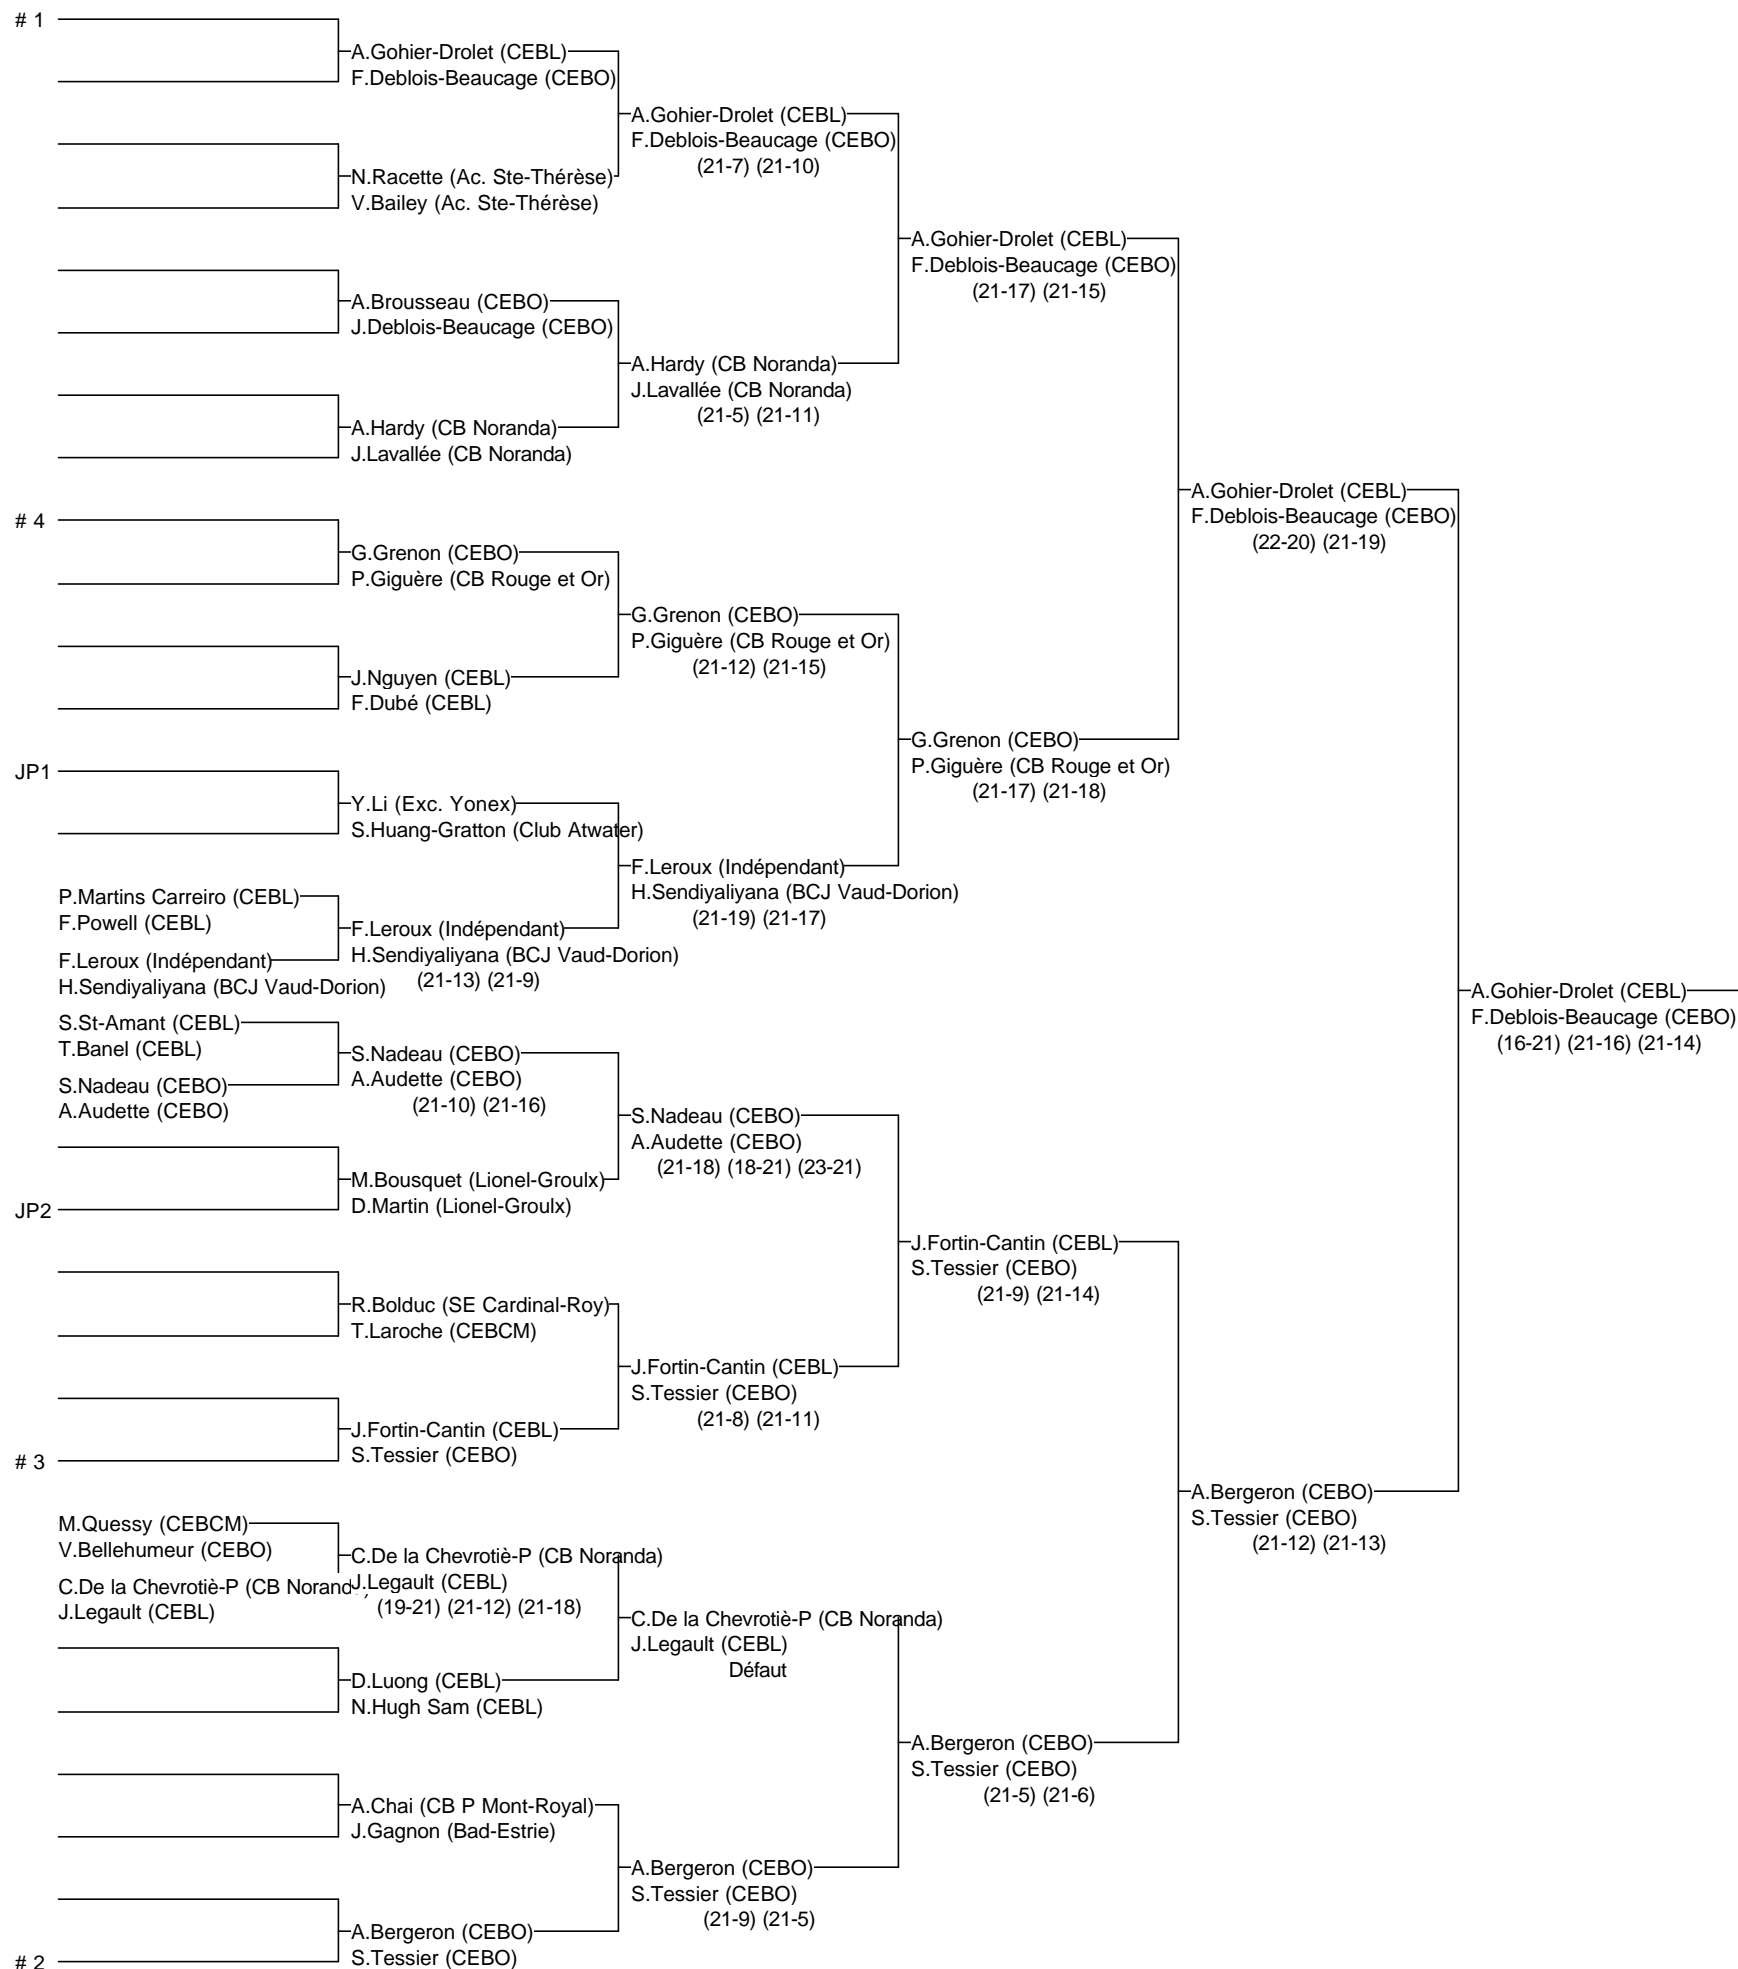 # 1
A.Gohier-Drolet (CEBL)
F.Deblois-Beaucage (CEBO)
N.Racette (Ac. Ste-Thérèse)
V.Bailey (Ac. Ste-Thérèse)
A.Brousseau (CEBO)
J.Deblois-Beaucage (CEBO)
A.Hardy (CB Noranda)
J.Lavallée (CB Noranda)
# 4
G.Grenon (CEBO)
P.Giguère (CB Rouge et Or)
J.Nguyen (CEBL)
F.Dubé (CEBL)
JP1
Y.Li (Exc. Yonex)
S.Huang-Gratton (Club Atwater)
P.Martins Carreiro (CEBL)
F.Powell (CEBL)
F.Leroux (Indépendant)
H.Sendiyaliyana (BCJ Vaud-Dorion)
F.Leroux (Indépendant)
H.Sendiyaliyana (BCJ Vaud-Dorion)
(21-13) (21-9)
S.St-Amant (CEBL)
T.Banel (CEBL)
S.Nadeau (CEBO)
A.Audette (CEBO)
S.Nadeau (CEBO)
A.Audette (CEBO)
(21-10) (21-16)
M.Bousquet (Lionel-Groulx)
D.Martin (Lionel-Groulx)
JP2
R.Bolduc (SE Cardinal-Roy)
T.Laroche (CEBCM)
J.Fortin-Cantin (CEBL)
S.Tessier (CEBO)
# 3
M.Quessy (CEBCM)
V.Bellehumeur (CEBO)
C.De la Chevrotiè-P (CB Noranda)
J.Legault (CEBL)
C.De la Chevrotiè-P (CB Noranda)
J.Legault (CEBL)
(19-21) (21-12) (21-18)
D.Luong (CEBL)
N.Hugh Sam (CEBL)
A.Chai (CB P Mont-Royal)
J.Gagnon (Bad-Estrie)
A.Bergeron (CEBO)
S.Tessier (CEBO)
# 2
A.Gohier-Drolet (CEBL)
F.Deblois-Beaucage (CEBO)
(21-7) (21-10)
A.Hardy (CB Noranda)
J.Lavallée (CB Noranda)
(21-5) (21-11)
G.Grenon (CEBO)
P.Giguère (CB Rouge et Or)
(21-12) (21-15)
F.Leroux (Indépendant)
H.Sendiyaliyana (BCJ Vaud-Dorion)
(21-19) (21-17)
S.Nadeau (CEBO)
A.Audette (CEBO)
(21-18) (18-21) (23-21)
J.Fortin-Cantin (CEBL)
S.Tessier (CEBO)
(21-8) (21-11)
C.De la Chevrotiè-P (CB Noranda)
J.Legault (CEBL)
Défaut
A.Bergeron (CEBO)
S.Tessier (CEBO)
(21-9) (21-5)
A.Gohier-Drolet (CEBL)
F.Deblois-Beaucage (CEBO)
(21-17) (21-15)
G.Grenon (CEBO)
P.Giguère (CB Rouge et Or)
(21-17) (21-18)
J.Fortin-Cantin (CEBL)
S.Tessier (CEBO)
(21-9) (21-14)
A.Bergeron (CEBO)
S.Tessier (CEBO)
(21-5) (21-6)
A.Gohier-Drolet (CEBL)
F.Deblois-Beaucage (CEBO)
(22-20) (21-19)
A.Bergeron (CEBO)
S.Tessier (CEBO)
(21-12) (21-13)
A.Gohier-Drolet (CEBL)
F.Deblois-Beaucage (CEBO)
(16-21) (21-16) (21-14)